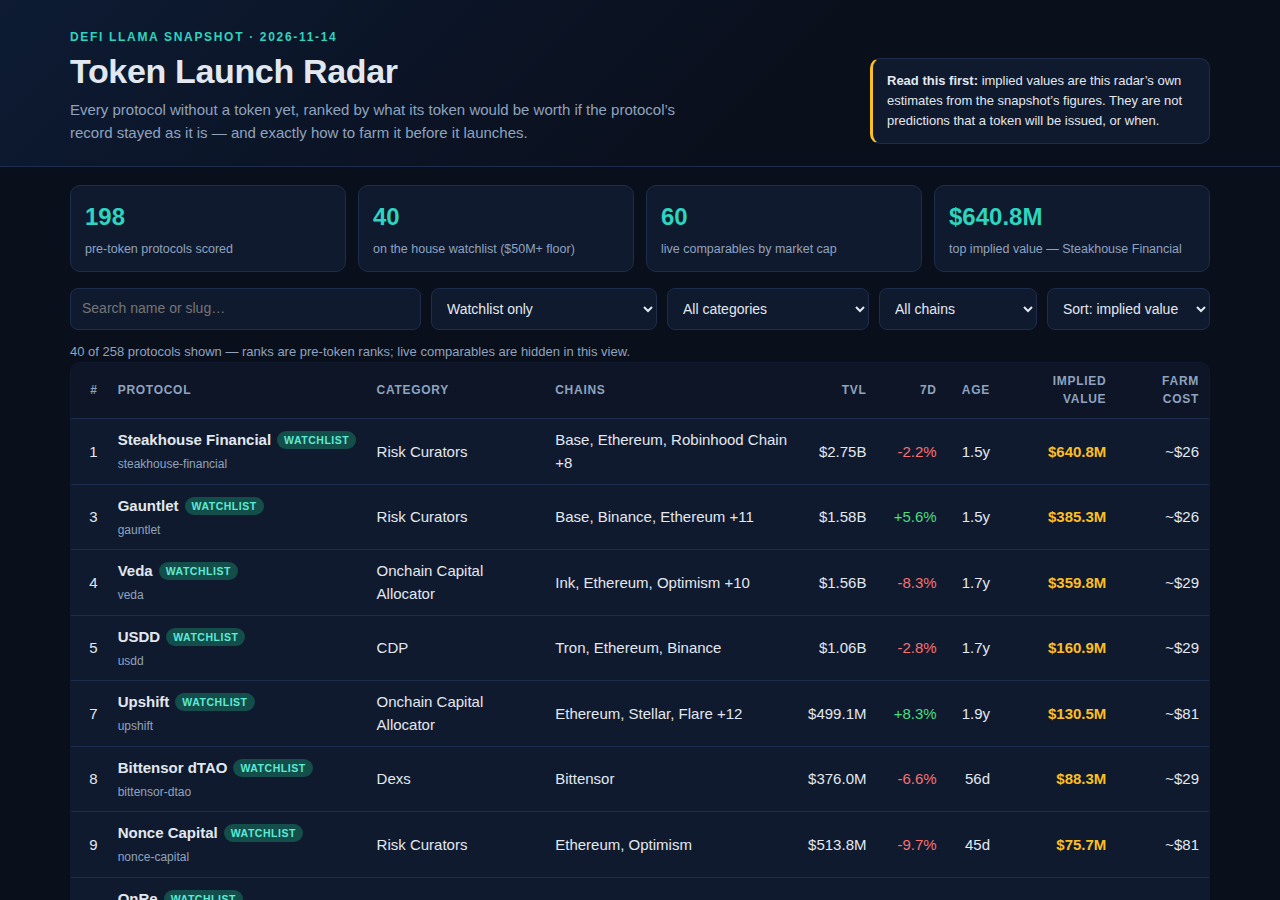 DEFI LLAMA SNAPSHOT · 2026-11-14
Token Launch Radar
Every protocol without a token yet, ranked by what its token would be worth if the protocol’s
record stayed as it is — and exactly how to farm it before it launches.
Read this first: implied values are this radar’s own
estimates from the snapshot’s figures. They are not
predictions that a token will be issued, or when.
198
pre-token protocols scored
40
on the house watchlist ($50M+ floor)
60
live comparables by market cap
$640.8M
top implied value — Steakhouse Financial
Search name or slug…
Watchlist only
All categories
All chains
Sort: implied value
40 of 258 protocols shown — ranks are pre-token ranks; live comparables are hidden in this view.
# PROTOCOL CATEGORY CHAINS TVL 7D AGE IMPLIED VALUE FARM COST
1 Steakhouse Financial WATCHLIST steakhouse-financial Risk Curators Base, Ethereum, Robinhood Chain +8 $2.75B -2.2% 1.5y $640.8M ~$26
3 Gauntlet WATCHLIST gauntlet Risk Curators Base, Binance, Ethereum +11 $1.58B +5.6% 1.5y $385.3M ~$26
4 Veda WATCHLIST veda Onchain Capital Allocator Ink, Ethereum, Optimism +10 $1.56B -8.3% 1.7y $359.8M ~$29
5 USDD WATCHLIST usdd CDP Tron, Ethereum, Binance $1.06B -2.8% 1.7y $160.9M ~$29
7 Upshift WATCHLIST upshift Onchain Capital Allocator Ethereum, Stellar, Flare +12 $499.1M +8.3% 1.9y $130.5M ~$81
8 Bittensor dTAO WATCHLIST bittensor-dtao Dexs Bittensor $376.0M -6.6% 56d $88.3M ~$29
9 Nonce Capital WATCHLIST nonce-capital Risk Curators Ethereum, Optimism $513.8M -9.7% 45d $75.7M ~$81
OnRe WATCHLIST